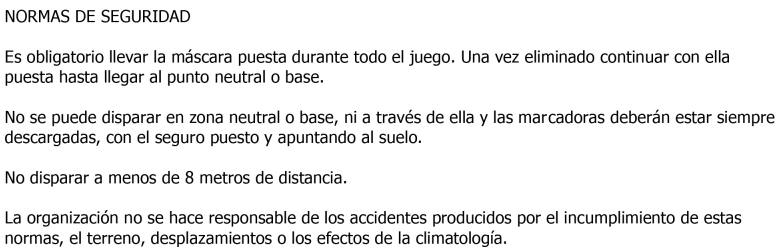 NORMAS DE SEGURIDAD
Es obligatorio llevar la máscara puesta durante todo el juego. Una vez eliminado continuar con ella
puesta hasta llegar al punto neutral o base.
No se puede disparar en zona neutral o base, ni a través de ella y las marcadoras deberán estar siempre
descargadas, con el seguro puesto y apuntando al suelo.
No disparar a menos de 8 metros de distancia.
La organización no se hace responsable de los accidentes producidos por el incumplimiento de estas
normas, el terreno, desplazamientos o los efectos de la climatología.